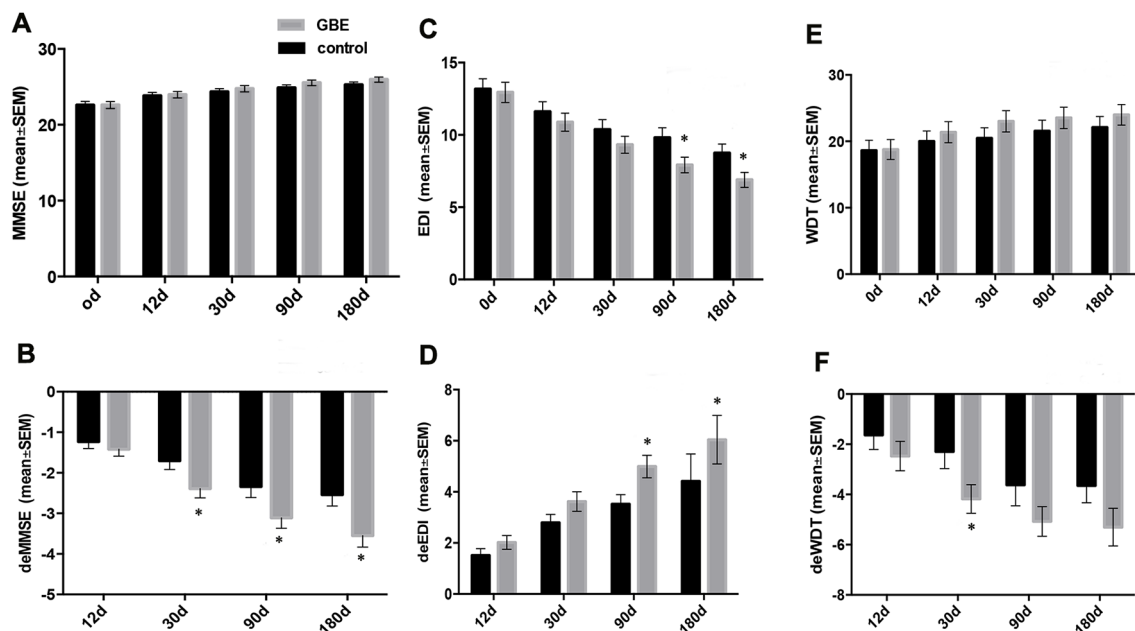 A
GBE
control
MMSE (mean±SEM)
30
20
10
0
od
12d
30d
90d
180d
B
deMMSE (mean±SEM)
0
-1
-2
-3
-4
-5
*
*
*
12d
30d
90d
180d
C
EDI (mean±SEM)
15
10
5
0
*
*
0d
12d
30d
90d
180d
D
deEDI (mean±SEM)
8
6
4
2
0
*
*
12d
30d
90d
180d
E
WDT (mean±SEM)
30
20
10
0
0d
12d
30d
90d
180d
F
deWDT (mean±SEM)
0
-2
-4
-6
-8
*
12d
30d
90d
180d